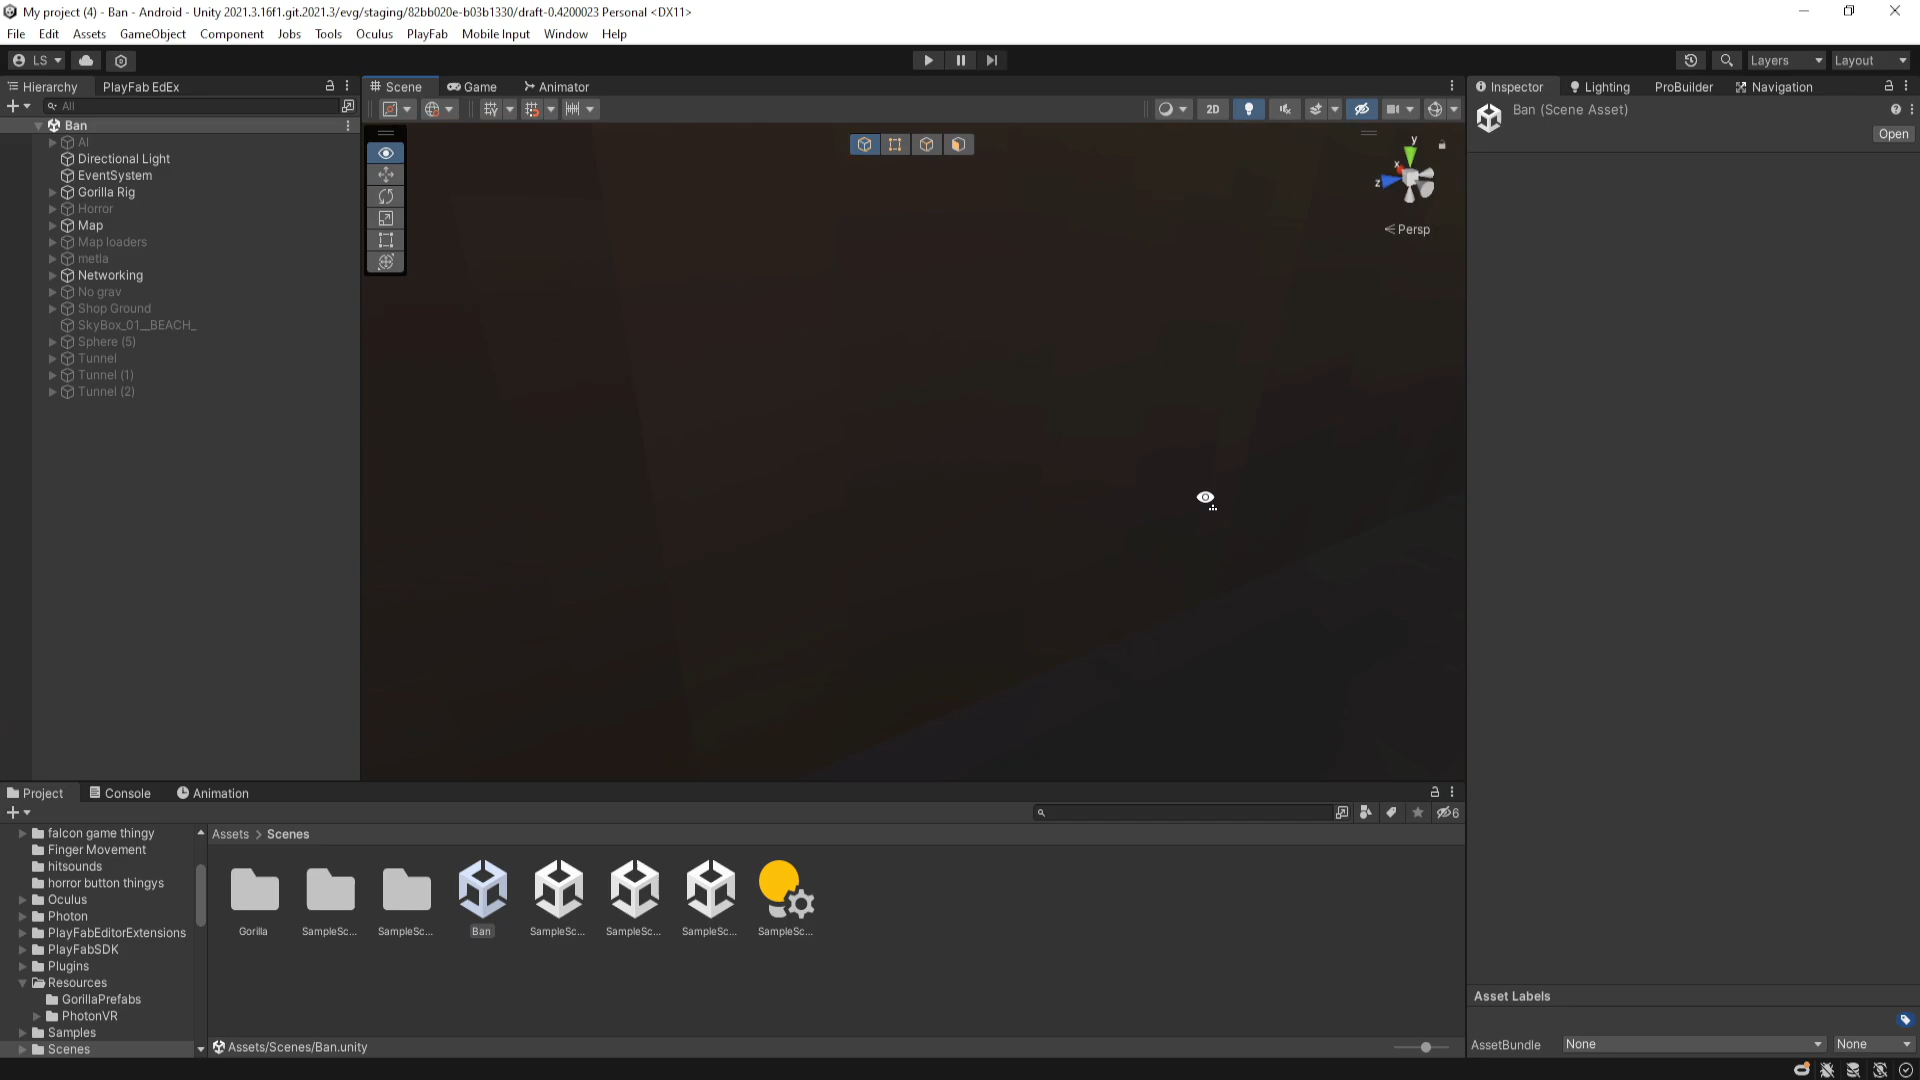 My project (4) - Ban - Android - Unity 2021.3.16f1.git.2021.3/evg/staging/82bb020e-b03b1330/draft-0.4200023 Personal <DX11>
File Edit Assets GameObject Component Jobs Tools Oculus PlayFab Mobile Input Window Help
LS Layers Layout
Hierarchy PlayFab EdEx Scene Game Animator Inspector Lighting ProBuilder Navigation
All
2D
Ban (Scene Asset)
Open
Ban
AI
Directional Light
EventSystem
Gorilla Rig
Horror
Map
Map loaders
metla
Networking
No grav
Shop Ground
SkyBox_01__BEACH_
Sphere (5)
Tunnel
Tunnel (1)
Tunnel (2)
y
x
z
Persp
Project Console Animation
6
falcon game thingy
Finger Movement
hitsounds
horror button thingys
Oculus
Photon
PlayFabEditorExtensions
PlayFabSDK
Plugins
Resources
GorillaPrefabs
PhotonVR
Samples
Scenes
Assets > Scenes
Gorilla SampleSc... SampleSc... Ban SampleSc... SampleSc... SampleSc... SampleSc...
Assets/Scenes/Ban.unity
Asset Labels
AssetBundle None None